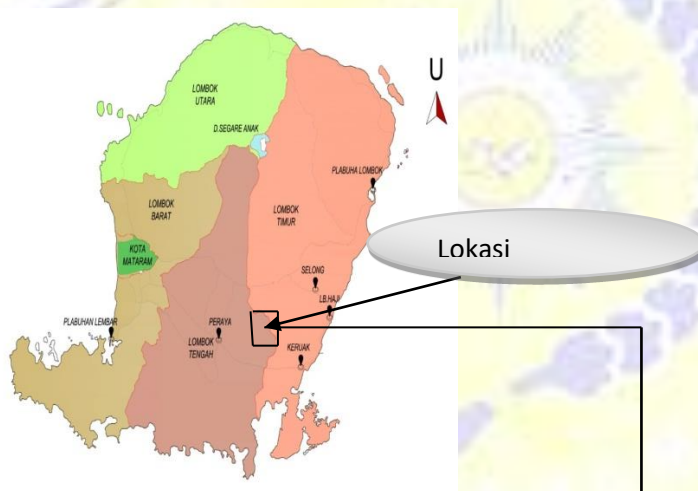 U
LOMBOK
UTARA
D.SEGARE ANAK
PLABUHA LOMBOK
LOMBOK
BARAT
LOMBOK
TIMUR
KOTA
MATARAM
Lokasi
SELONG
LB.HAJI
PLABUHAN LEMBAR
PERAYA
LOMBOK
TENGAH
KERUAK